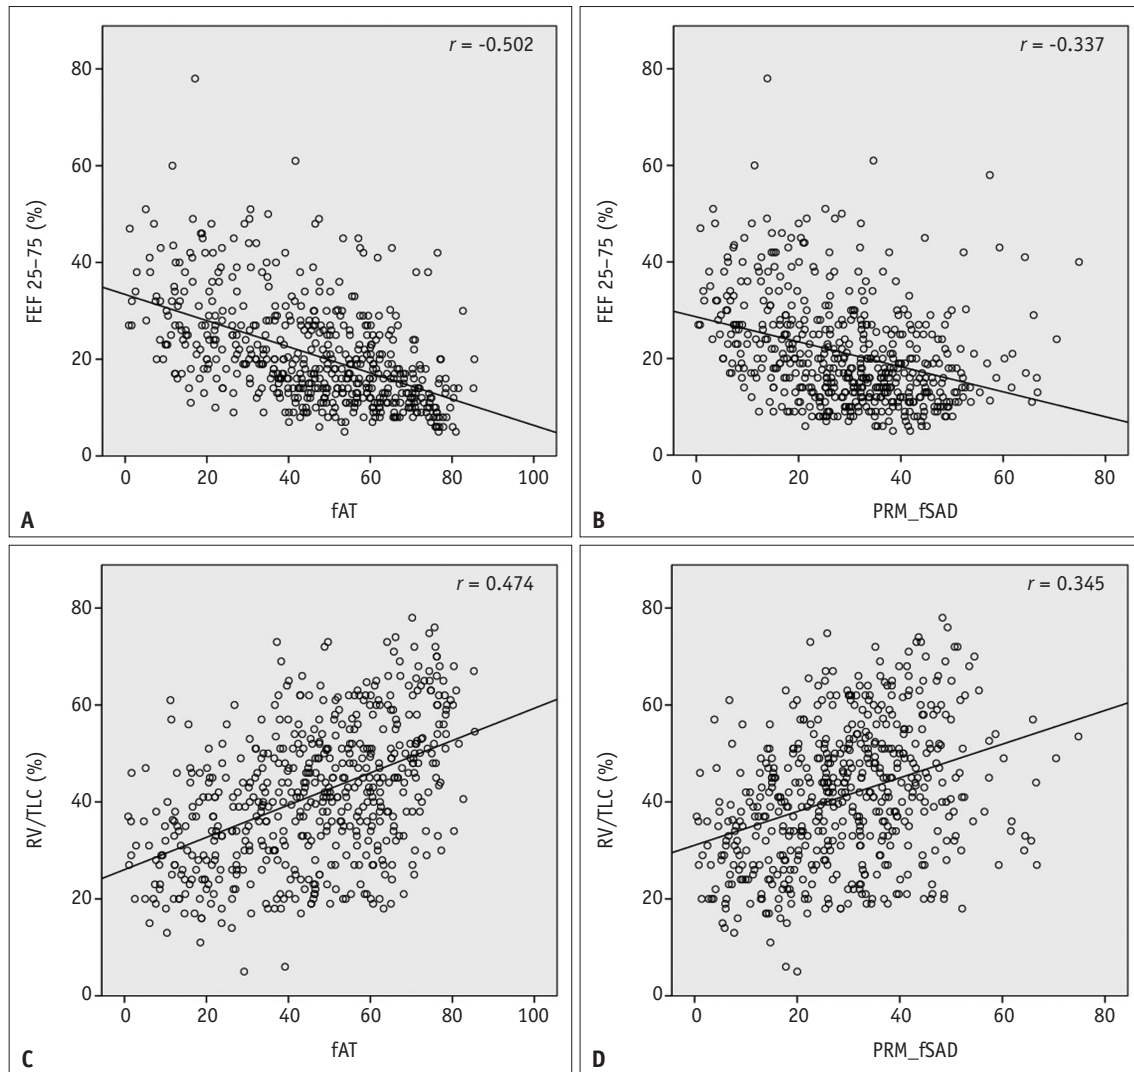 r = -0.502
80
60
40
20
0
FEF 25–75 (%)
0 20 40 60 80 100
fAT
A
r = -0.337
80
60
40
20
0
FEF 25–75 (%)
0 20 40 60 80
PRM_fSAD
B
r = 0.474
80
60
40
20
0
RV/TLC (%)
0 20 40 60 80 100
fAT
C
r = 0.345
80
60
40
20
0
RV/TLC (%)
0 20 40 60 80
PRM_fSAD
D